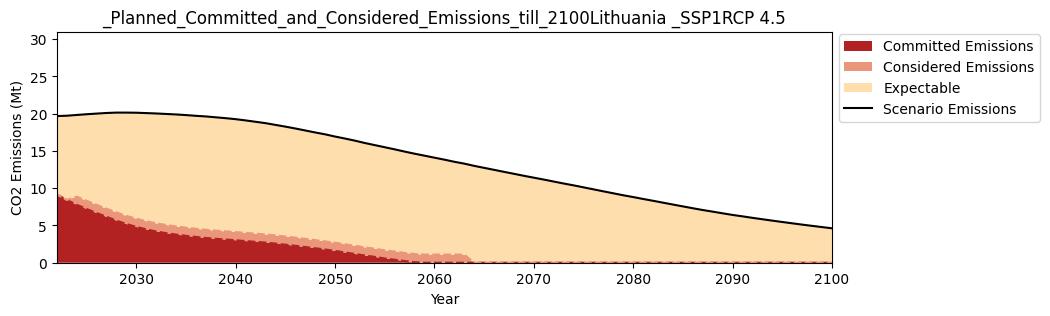 _Planned_Committed_and_Considered_Emissions_till_2100Lithuania _SSP1RCP 4.5
30
25
20
15
10
5
0
CO2 Emissions (Mt)
2030 2040 2050 2060 2070 2080 2090 2100
Year
Committed Emissions
Considered Emissions
Expectable
Scenario Emissions